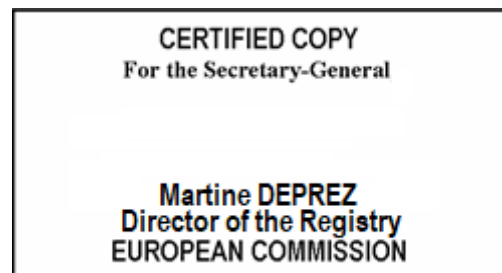 CERTIFIED COPY
For the Secretary-General
Martine DEPREZ
Director of the Registry
EUROPEAN COMMISSION